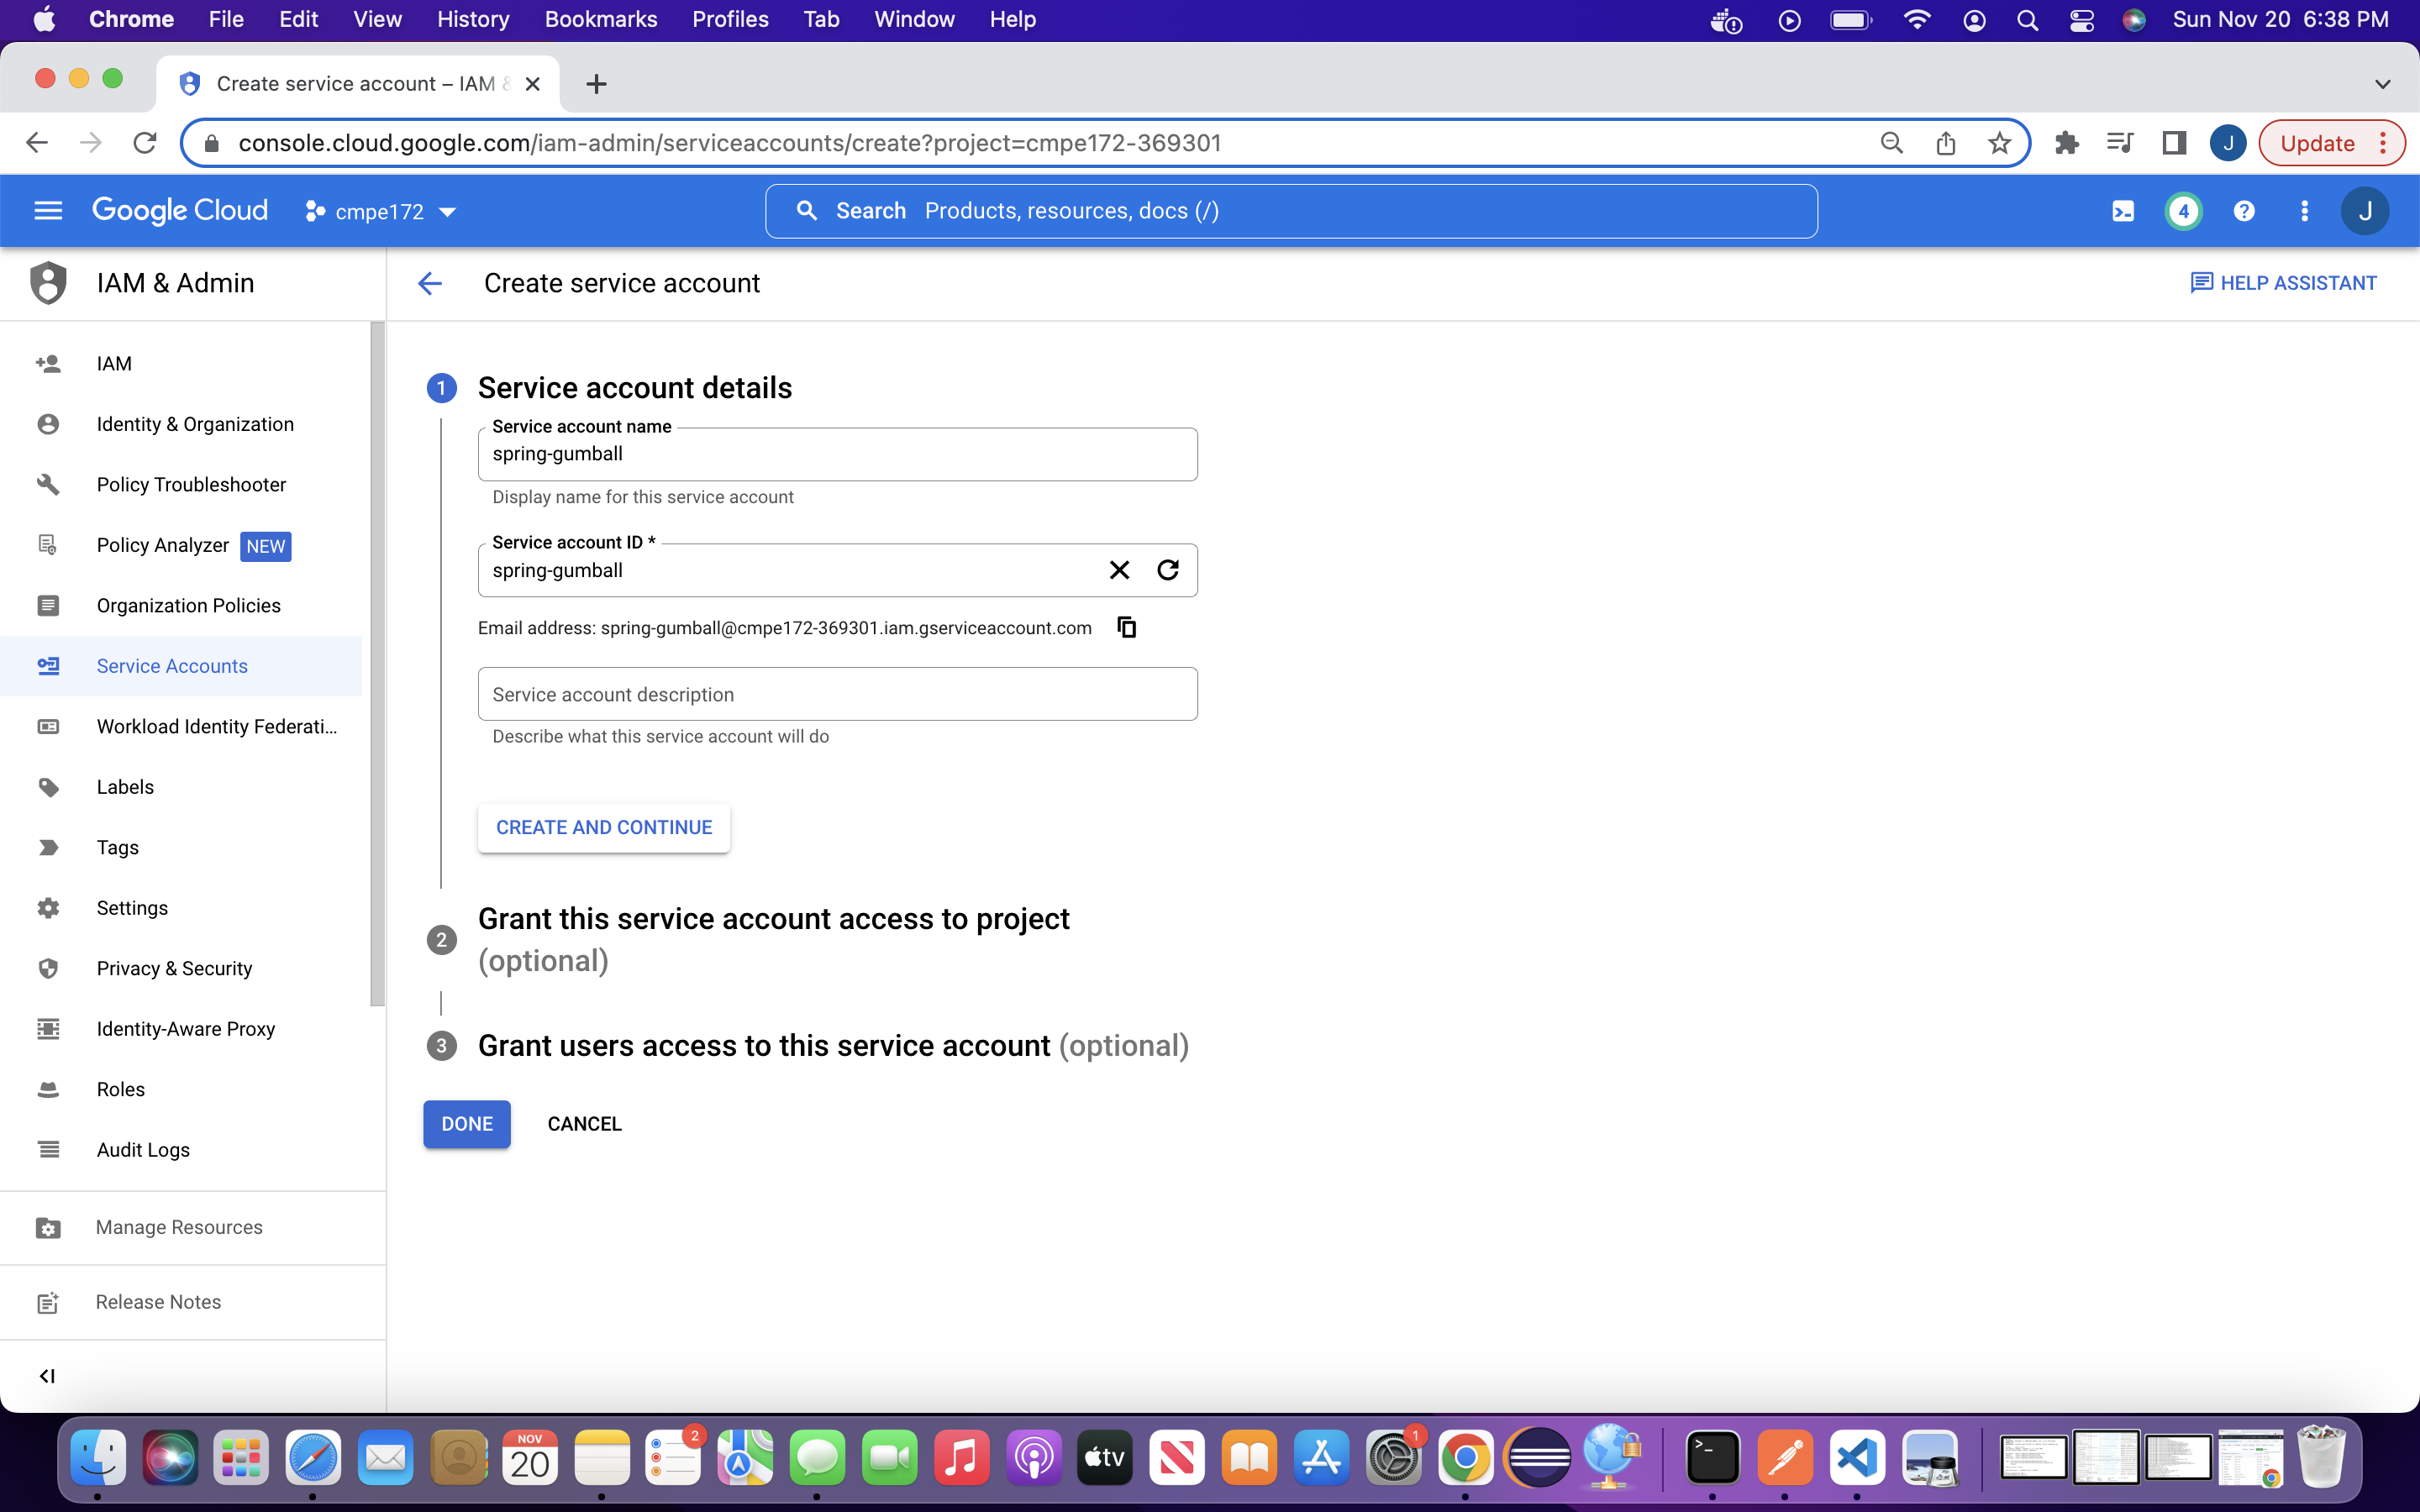 Chrome File Edit View History Bookmarks Profiles Tab Window Help Sun Nov 20 6:38 PM
Create service account – IAM &
console.cloud.google.com/iam-admin/serviceaccounts/create?project=cmpe172-369301 J Update
Google Cloud cmpe172 Search Products, resources, docs (/) 4 ? J
IAM & Admin
Create service account
HELP ASSISTANT
IAM
Identity & Organization
Policy Troubleshooter
Policy Analyzer NEW
Organization Policies
Service Accounts
Workload Identity Federati...
Labels
Tags
Settings
Privacy & Security
Identity-Aware Proxy
Roles
Audit Logs
Manage Resources
Release Notes
1 Service account details
Service account name
spring-gumball
Display name for this service account
Service account ID *
spring-gumball
Email address: spring-gumball@cmpe172-369301.iam.gserviceaccount.com
Service account description
Describe what this service account will do
CREATE AND CONTINUE
2 Grant this service account access to project
(optional)
3 Grant users access to this service account (optional)
DONE CANCEL
NOV
20
2
tv
1
>_